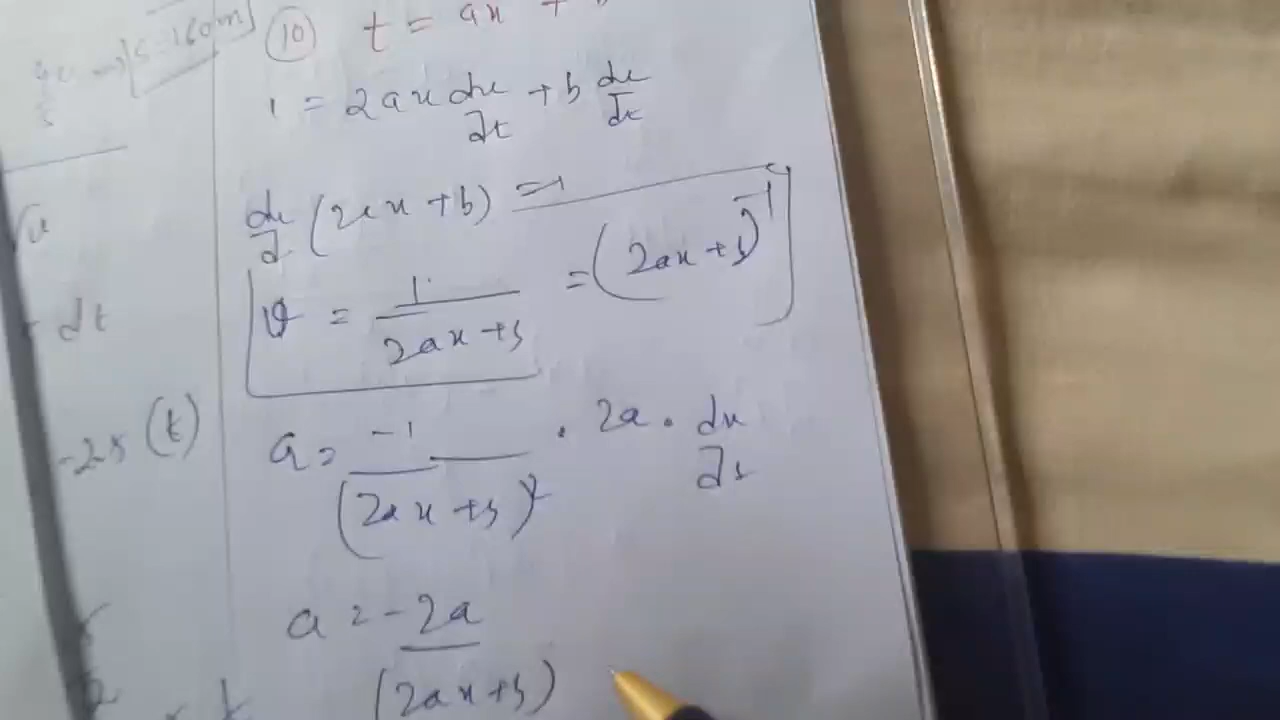 (10) t = ax +
1 = 2ax dx/dt + b dx/dt
dx/d (2ax + b) = 1
v = 1/(2ax+b) = (2ax+b)⁻¹
dt
a = -1/(2ax+b)² . 2a . dx/dt
-2s (t)
a = -2a/(2ax+b)